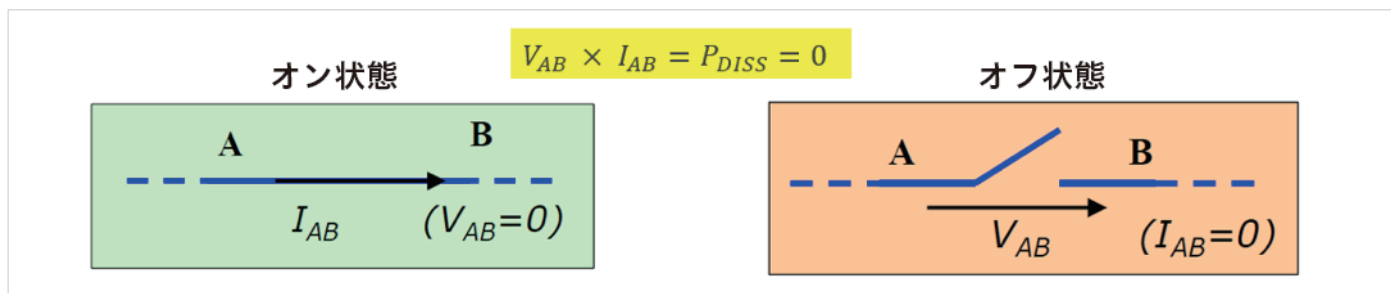 V_AB × I_AB = P_DISS = 0
オン状態
オフ状態
A
B
I_AB
(V_AB=0)
A
B
V_AB
(I_AB=0)